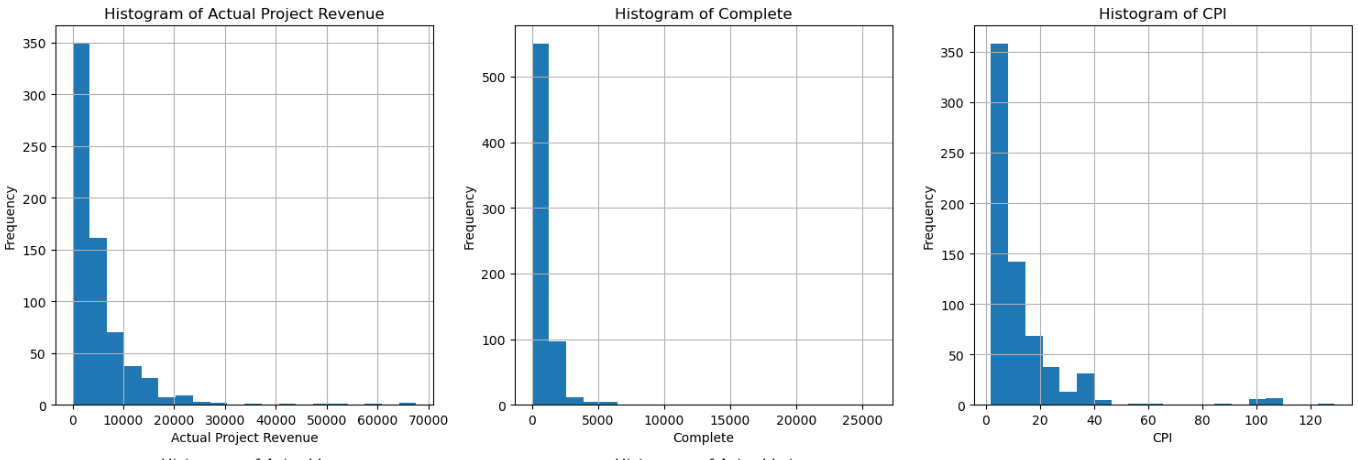 Histogram of Actual Project Revenue
350
300
250
200
150
100
50
0
Frequency
0 10000 20000 30000 40000 50000 60000 70000
Actual Project Revenue
Histogram of Complete
500
400
300
200
100
0
Frequency
0 5000 10000 15000 20000 25000
Complete
Histogram of CPI
350
300
250
200
150
100
50
0
Frequency
0 20 40 60 80 100 120
CPI